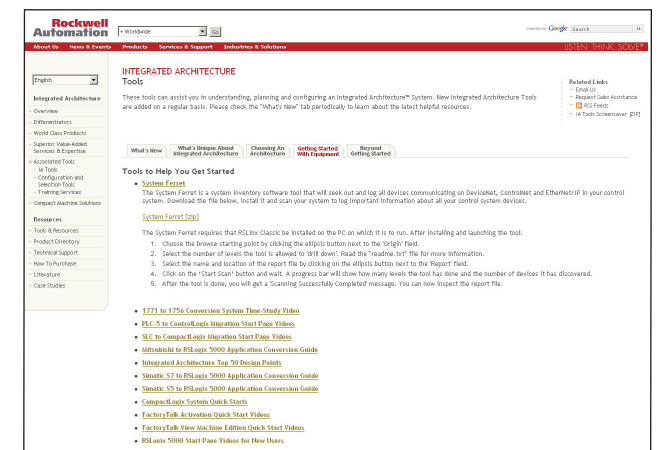 Rockwell
Automation
+ Worldwide
Go
Google
Search
About Us News & Events Products Services & Support Industries & Solutions
LISTEN. THINK. SOLVE.®
English
Integrated Architecture
- Overview
- Differentiators
- World Class Products
- Superior Value-Added
Services & Expertise
> Associated Tools
- IA Tools
- Configuration and
Selection Tools
- Training Services
- Compact Machine Solutions
Resources
- Tools & Resources
- Product Directory
- Technical Support
- How To Purchase
- Literature
- Case Studies
INTEGRATED ARCHITECTURE
Tools
These tools can assist you in understanding, planning and configuring an Integrated Architecture™ System. New Integrated Architecture Tools
are added on a regular basis. Please check the "What's New" tab periodically to learn about the latest helpful resources.
Related Links
- Email Us
- Request Sales Assistance
- RSS Feeds
- IA Tools Screensaver [ZIP]
What's New
What's Unique About
Integrated Architecture
Choosing An
Architecture
Getting Started
With Equipment
Beyond
Getting Started
Tools to Help You Get Started
• System Ferret
The System Ferret is a system inventory software tool that will seek out and log all devices communicating on DeviceNet, ControlNet and EtherNet/IP in your control
system. Download the file below, install it and scan your system to log important information about all your control system devices.
System Ferret [zip]
The System Ferret requires that RSLinx Classic be installed on the PC on which it is to run. After installing and launching the tool:
1. Choose the browse starting point by clicking the ellipsis button next to the 'Origin' field.
2. Select the number of levels the tool is allowed to 'drill down'. Read the "readme.txt" file for more information.
3. Select the name and location of the report file by clicking on the ellipsis button next to the 'Report' field.
4. Click on the 'Start Scan' button and wait. A progress bar will show how many levels the tool has done and the number of devices it has discovered.
5. After the tool is done, you will get a 'Scanning Successfully Completed' message. You can now inspect the report file.
• 1771 to 1756 Conversion System Time-Study Video
• PLC-5 to ControlLogix Migration Start Page Videos
• SLC to CompactLogix Migration Start Page Videos
• Mitsubishi to RSLogix 5000 Application Conversion Guide
• Integrated Architecture Top 50 Design Points
• Simatic S7 to RSLogix 5000 Application Conversion Guide
• Simatic S5 to RSLogix 5000 Application Conversion Guide
• CompactLogix System Quick Starts
• FactoryTalk Activation Quick Start Videos
• FactoryTalk View Machine Edition Quick Start Videos
• RSLogix 5000 Start Page Videos for New Users